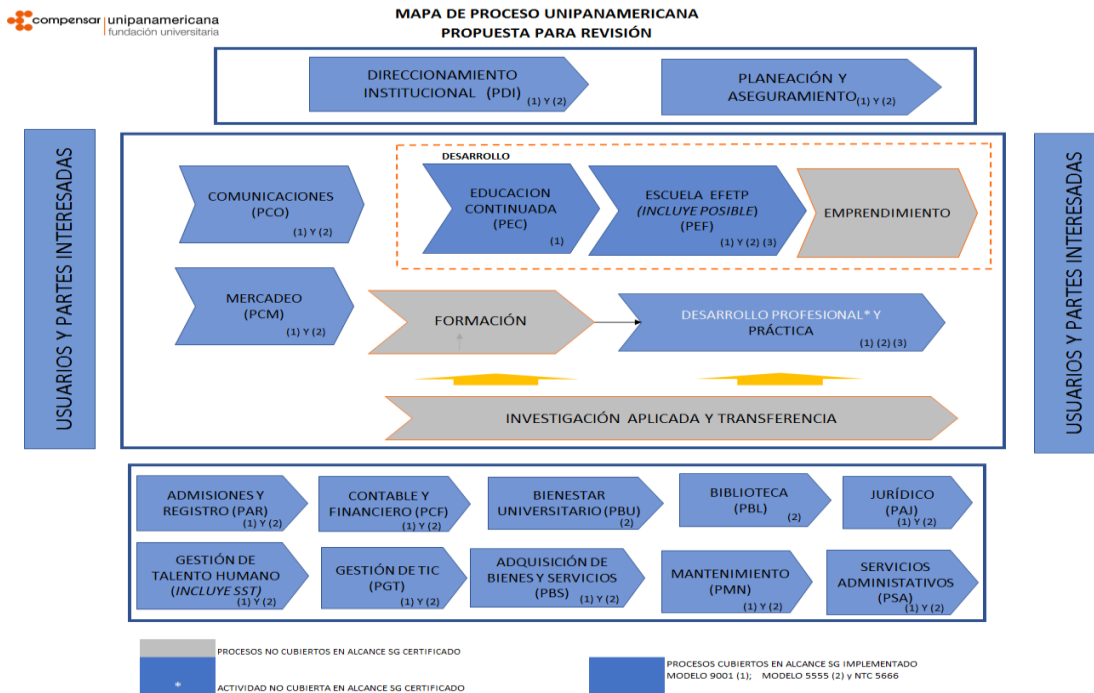 compensar unipanamericana
fundación universitaria
MAPA DE PROCESO UNIPANAMERICANA
PROPUESTA PARA REVISIÓN
DIRECCIONAMIENTO
INSTITUCIONAL (PDI)
(1) Y (2)
PLANEACIÓN Y
ASEGURAMIENTO
(1) Y (2)
USUARIOS Y PARTES INTERESADAS
COMUNICACIONES
(PCO)
(1) Y (2)
DESARROLLO
EDUCACION
CONTINUADA
(PEC)
(1)
ESCUELA EFETP
(INCLUYE POSIBLE)
(PEF)
(1) Y (2) (3)
EMPRENDIMIENTO
MERCADEO
(PCM)
(1) Y (2)
FORMACIÓN
DESARROLLO PROFESIONAL* Y
PRÁCTICA
(1) (2) (3)
INVESTIGACIÓN APLICADA Y TRANSFERENCIA
USUARIOS Y PARTES INTERESADAS
ADMISIONES Y
REGISTRO (PAR)
(1) Y (2)
CONTABLE Y
FINANCIERO (PCF)
(1) Y (2)
BIENESTAR
UNIVERSITARIO (PBU)
(2)
BIBLIOTECA
(PBL)
(2)
JURÍDICO
(PAJ)
(1) Y (2)
GESTIÓN DE
TALENTO HUMANO
(INCLUYE SST)
(1) Y (2)
GESTIÓN DE TIC
(PGT)
(1) Y (2)
ADQUISICIÓN DE
BIENES Y SERVICIOS
(PBS)
(1) Y (2)
MANTENIMIENTO
(PMN)
(1) Y (2)
SERVICIOS
ADMINISTATIVOS
(PSA)
(1) Y (2)
PROCESOS NO CUBIERTOS EN ALCANCE SG CERTIFICADO
*
ACTIVIDAD NO CUBIERTA EN ALCANCE SG CERTIFICADO
PROCESOS CUBIERTOS EN ALCANCE SG IMPLEMENTADO
MODELO 9001 (1); MODELO 5555 (2) y NTC 5666